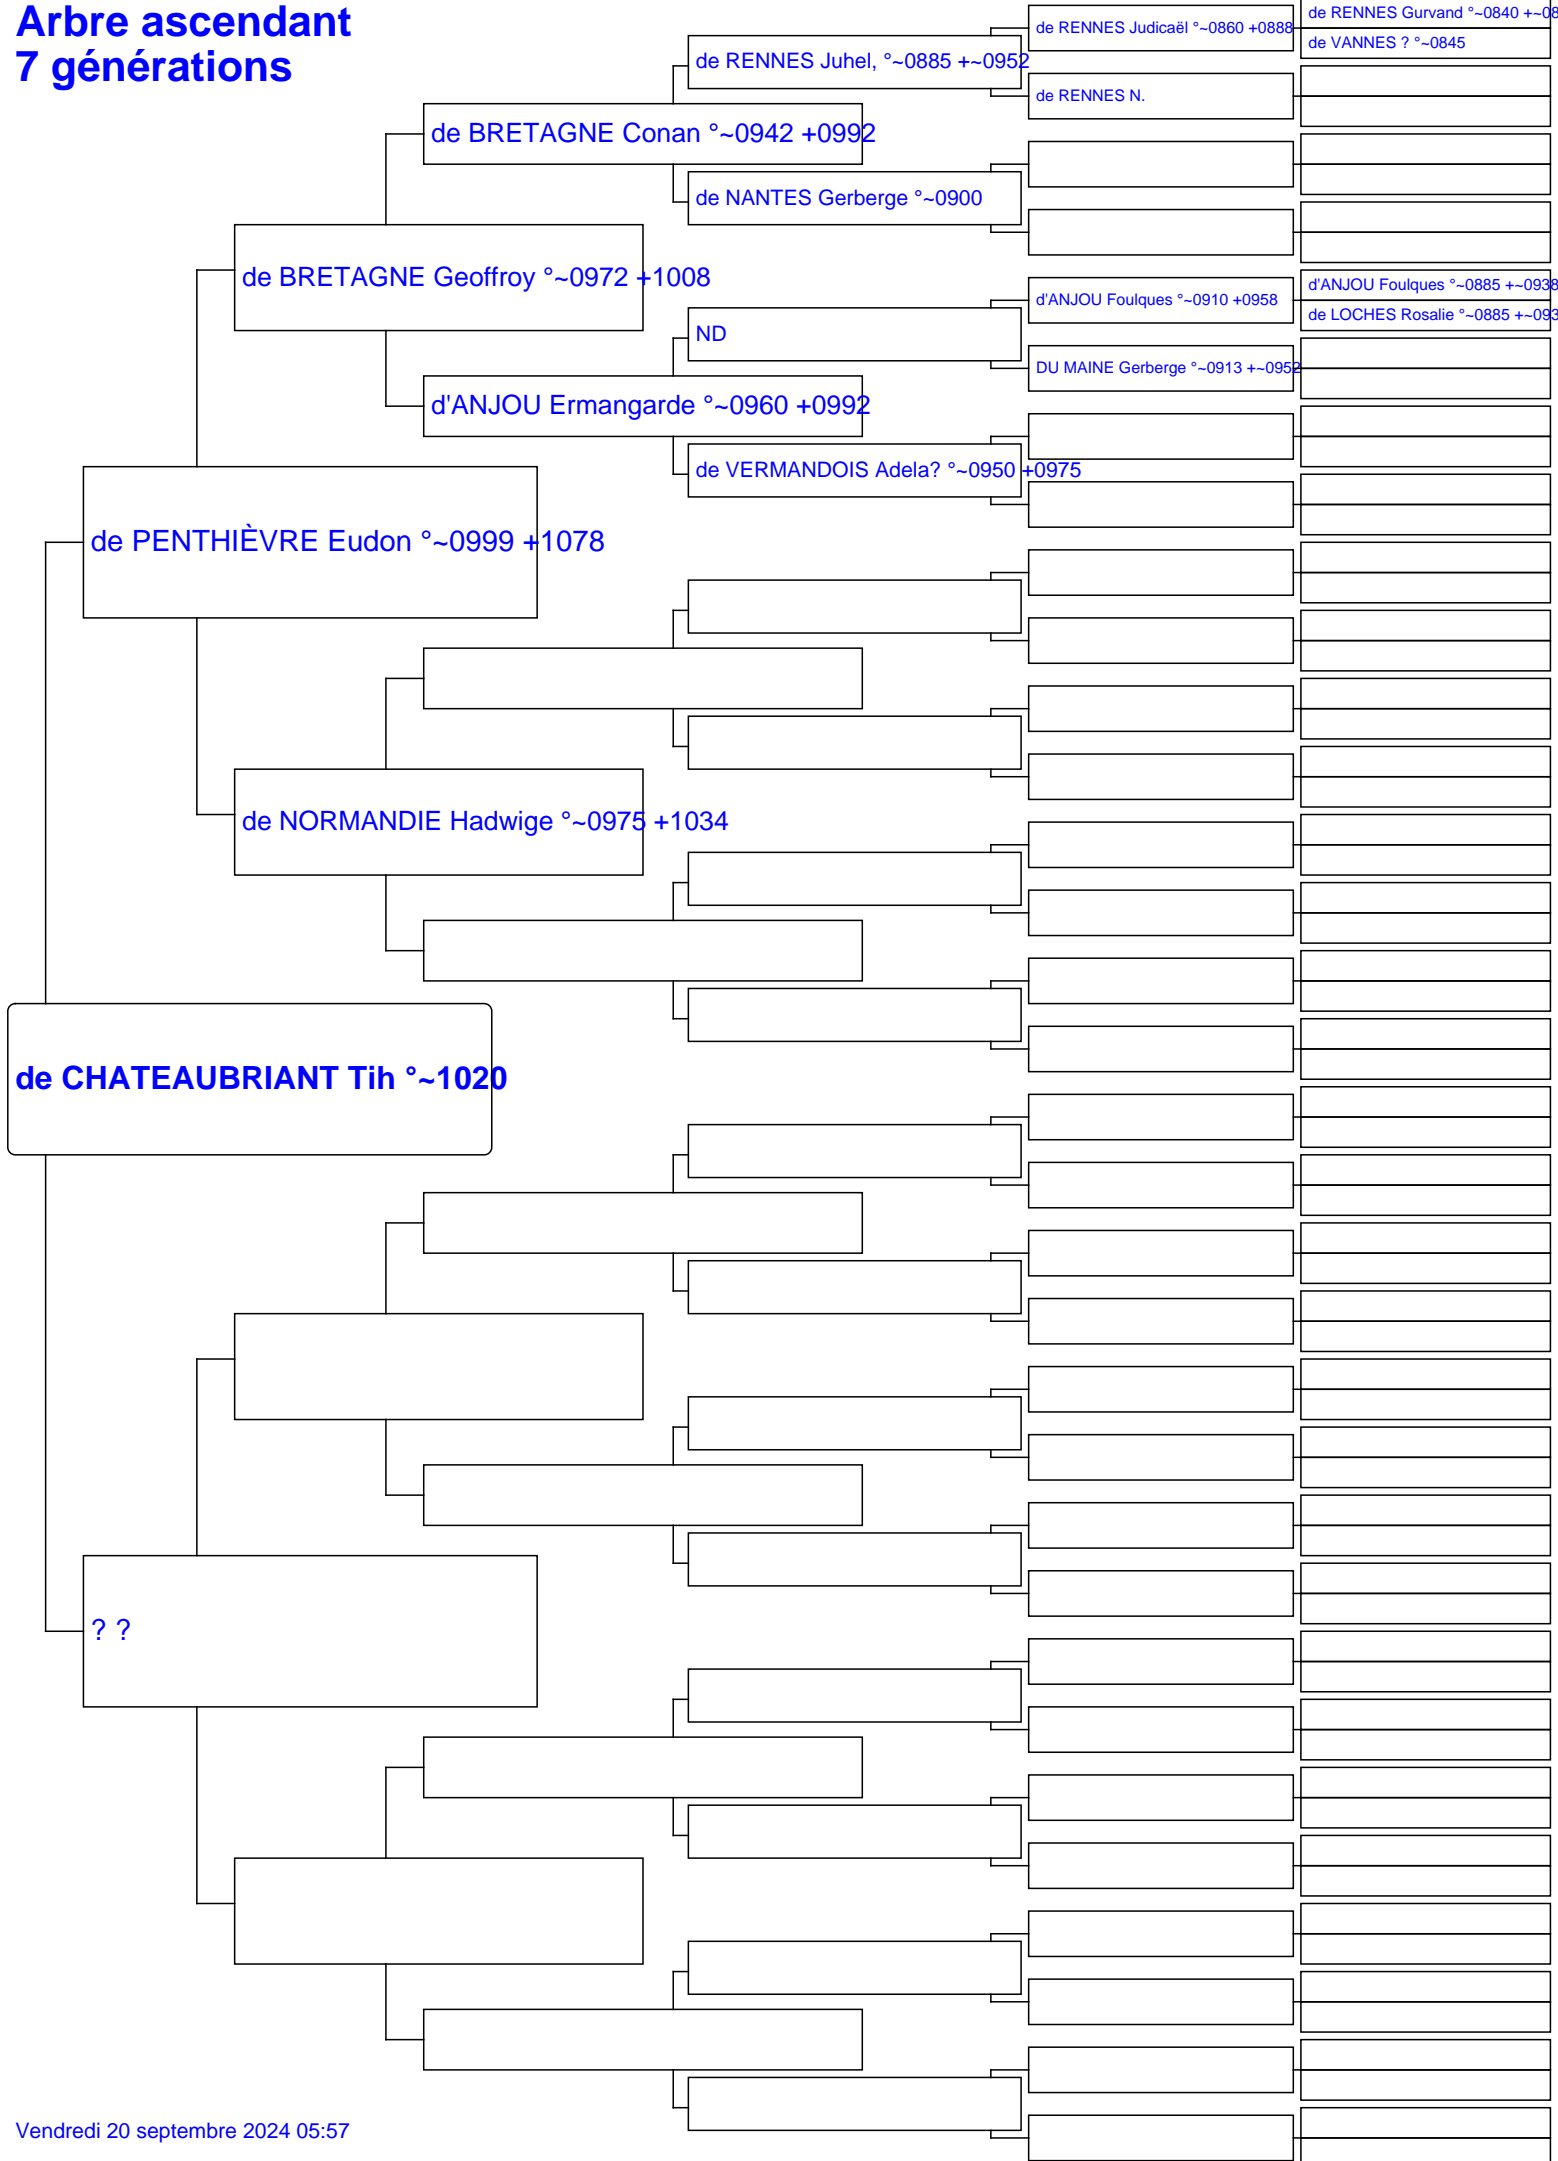 Arbre ascendant
7 générations
de RENNES Gurvand °~0840 +~08
de RENNES Judicaël °~0860 +0888
de VANNES ? °~0845
de RENNES Juhel, °~0885 +~0952
de RENNES N.
de BRETAGNE Conan °~0942 +0992
de NANTES Gerberge °~0900
de BRETAGNE Geoffroy °~0972 +1008
d'ANJOU Foulques °~0885 +~0938
d'ANJOU Foulques °~0910 +0958
de LOCHES Rosalie °~0885 +~093
ND
DU MAINE Gerberge °~0913 +~0952
d'ANJOU Ermangarde °~0960 +0992
de VERMANDOIS Adela? °~0950 +0975
de PENTHIÈVRE Eudon °~0999 +1078
de NORMANDIE Hadwige °~0975 +1034
de CHATEAUBRIANT Tih °~1020
? ?
Vendredi 20 septembre 2024 05:57